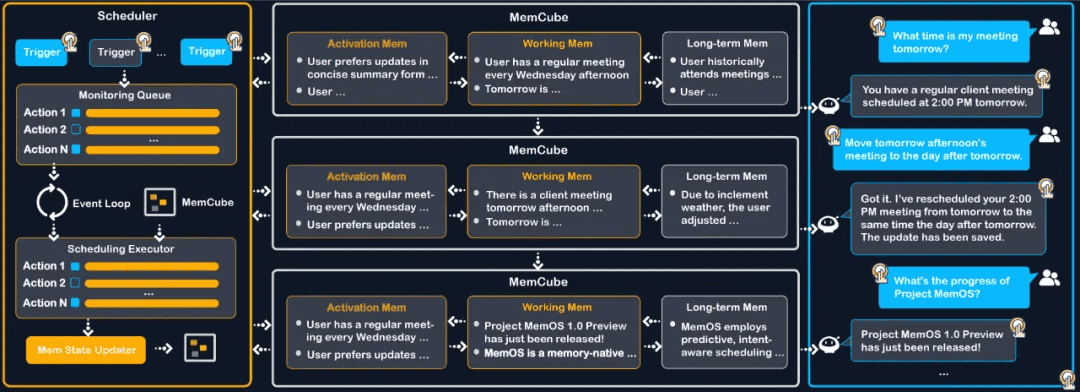 Scheduler
Trigger
Trigger
...
Trigger
Monitoring Queue
Action 1
Action 2
...
Action N
Event Loop
MemCube
Scheduling Executor
Action 1
Action 2
...
Action N
Mem State Updater
MemCube
Activation Mem
User prefers updates in
concise summary form ...
User ...
Working Mem
User has a regular meeting
every Wednesday afternoon
Tomorrow is ...
Long-term Mem
User historically
attends meetings ...
User ...
MemCube
Activation Mem
User has a regular meet-
ing every Wednesday ...
User prefers updates ...
Working Mem
There is a client meeting
tomorrow afternoon ...
Tomorrow is ...
Long-term Mem
Due to inclement
weather, the user
adjusted ...
MemCube
Activation Mem
User has a regular meet-
ing every Wednesday ...
User prefers updates ...
Working Mem
Project MemOS 1.0 Preview
has just been released!
MemOS is a memory-native ...
Long-term Mem
MemOS employs
predictive, intent-
aware scheduling ...
What time is my meeting
tomorrow?
You have a regular client meeting
scheduled at 2:00 PM tomorrow.
Move tomorrow afternoon's
meeting to the day after tomorrow.
Got it. I've rescheduled your 2:00
PM meeting from tomorrow to the
same time the day after tomorrow.
The update has been saved.
What's the progress of
Project MemOS?
Project MemOS 1.0 Preview
has just been released!
...